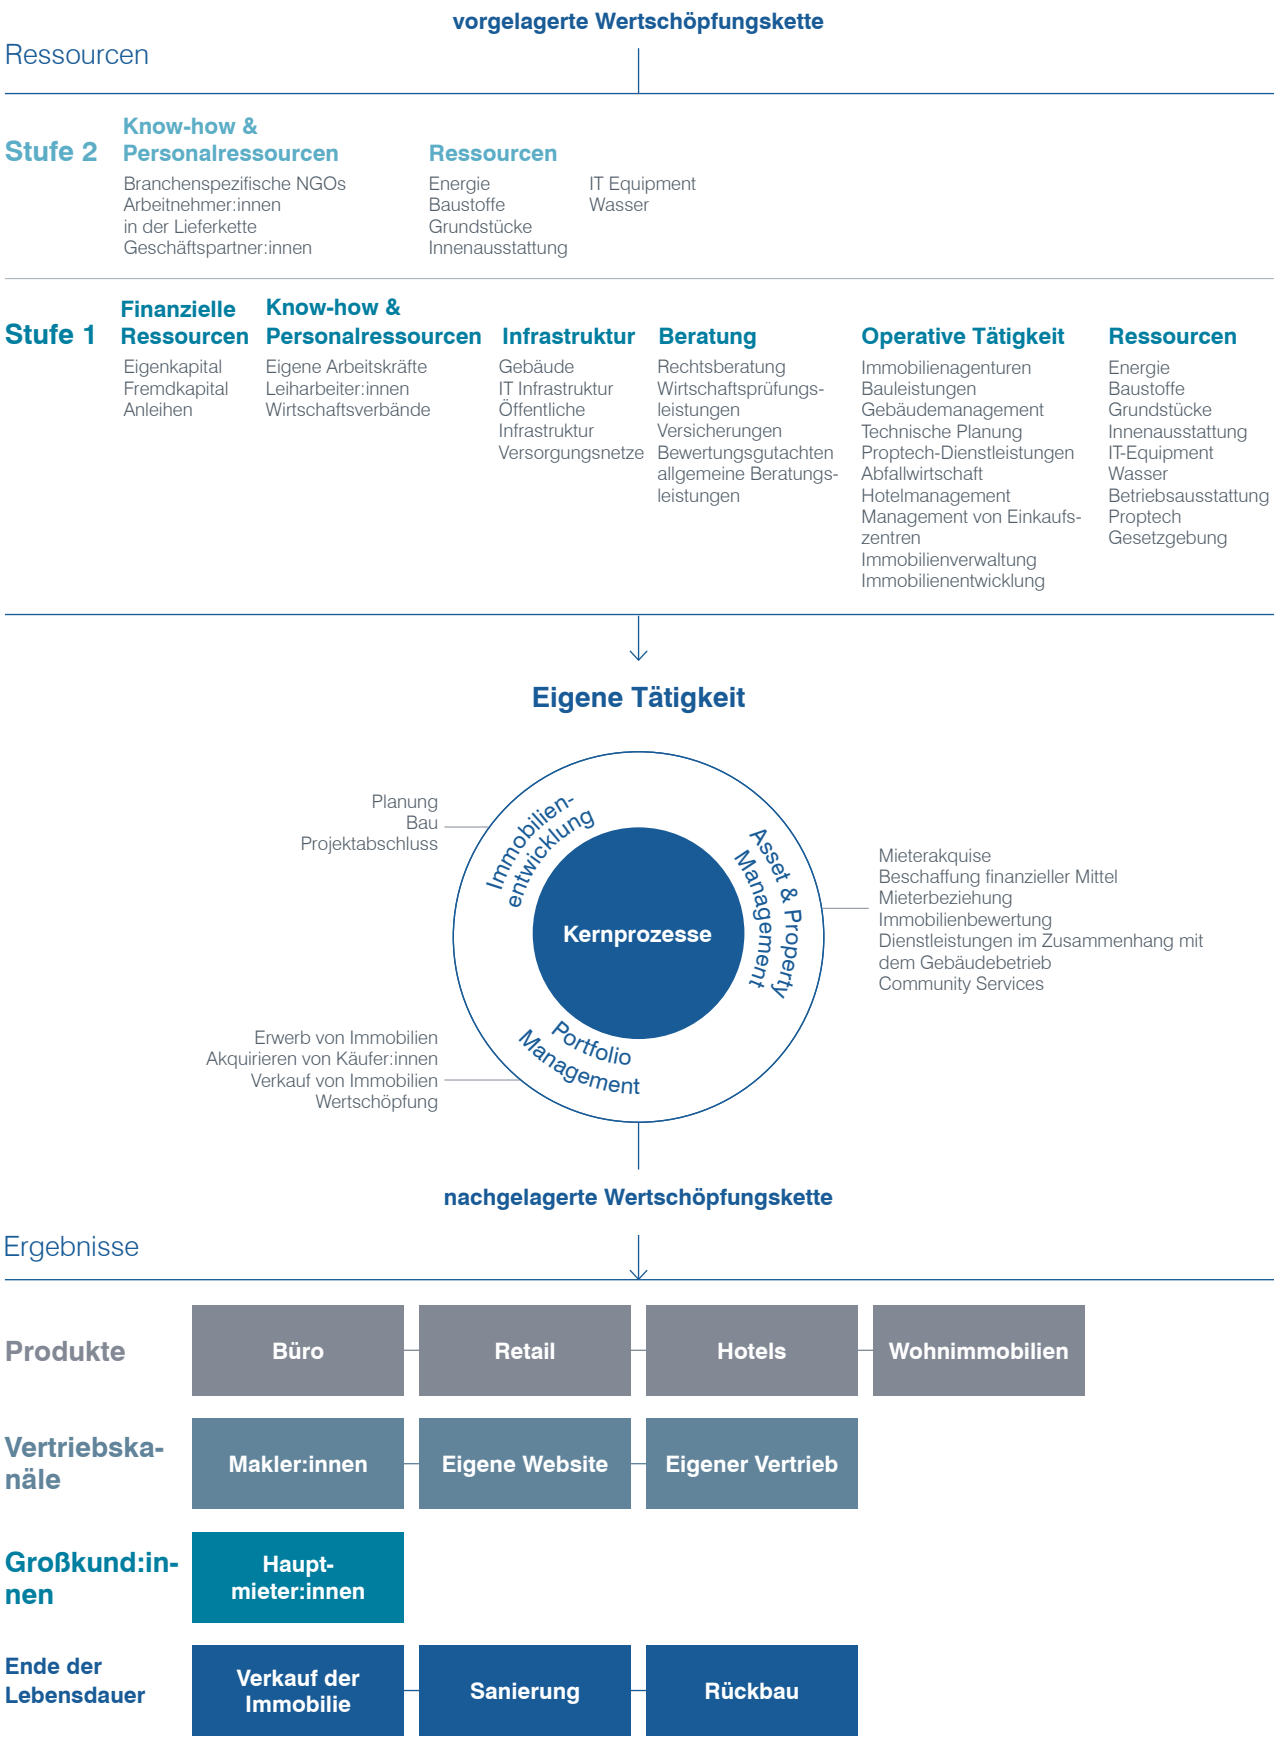 vorgelagerte Wertschöpfungskette
Ressourcen
Stufe 2
Know-how &
Personalressourcen
Branchenspezifische NGOs
Arbeitnehmer:innen
in der Lieferkette
Geschäftspartner:innen
Ressourcen
Energie
Baustoffe
Grundstücke
Innenausstattung
IT Equipment
Wasser
Stufe 1
Finanzielle
Ressourcen
Eigenkapital
Fremdkapital
Anleihen
Know-how &
Personalressourcen
Eigene Arbeitskräfte
Leiharbeiter:innen
Wirtschaftsverbände
Infrastruktur
Gebäude
IT Infrastruktur
Öffentliche
Infrastruktur
Versorgungsnetze
Beratung
Rechtsberatung
Wirtschaftsprüfungs-
leistungen
Versicherungen
Bewertungsgutachten
allgemeine Beratungs-
leistungen
Operative Tätigkeit
Immobilienagenturen
Bauleistungen
Gebäudemanagement
Technische Planung
Proptech-Dienstleistungen
Abfallwirtschaft
Hotelmanagement
Management von Einkaufs-
zentren
Immobilienverwaltung
Immobilienentwicklung
Ressourcen
Energie
Baustoffe
Grundstücke
Innenausstattung
IT-Equipment
Wasser
Betriebsausstattung
Proptech
Gesetzgebung
Eigene Tätigkeit
Planung
Bau
Projektabschluss
Immobilien-
entwicklung
Asset & Property
Management
Kernprozesse
Mieterakquise
Beschaffung finanzieller Mittel
Mieterbeziehung
Immobilienbewertung
Dienstleistungen im Zusammenhang mit
dem Gebäudebetrieb
Community Services
Portfolio
Management
Erwerb von Immobilien
Akquirieren von Käufer:innen
Verkauf von Immobilien
Wertschöpfung
nachgelagerte Wertschöpfungskette
Ergebnisse
Produkte
Büro
Retail
Hotels
Wohnimmobilien
Vertriebska-
näle
Makler:innen
Eigene Website
Eigener Vertrieb
Großkund:in-
nen
Haupt-
mieter:innen
Ende der
Lebensdauer
Verkauf der
Immobilie
Sanierung
Rückbau